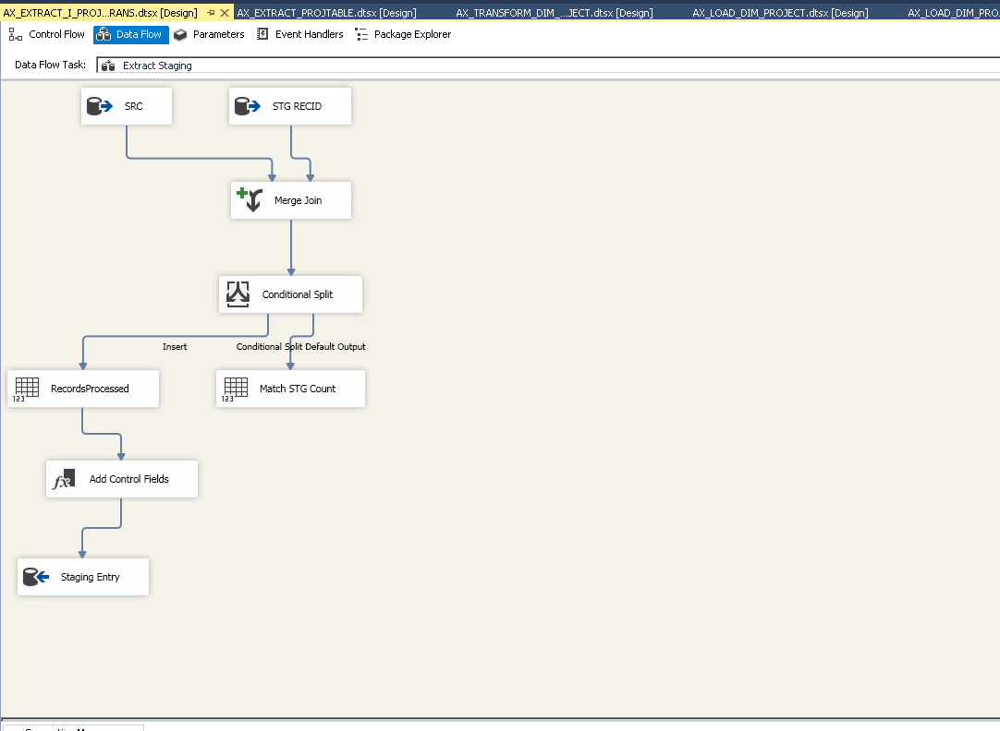 AX_EXTRACT_I_PROJ...RANS.dtsx [Design] AX_EXTRACT_PROJTABLE.dtsx [Design] AX_TRANSFORM_DIM_...JECT.dtsx [Design] AX_LOAD_DIM_PROJECT.dtsx [Design] AX_LOAD_DIM_PRO
Control Flow Data Flow Parameters Event Handlers Package Explorer
Data Flow Task: Extract Staging
SRC STG RECID
Merge Join
Conditional Split
Insert Conditional Split Default Output
RecordsProcessed Match STG Count
123 123
fx Add Control Fields
Staging Entry